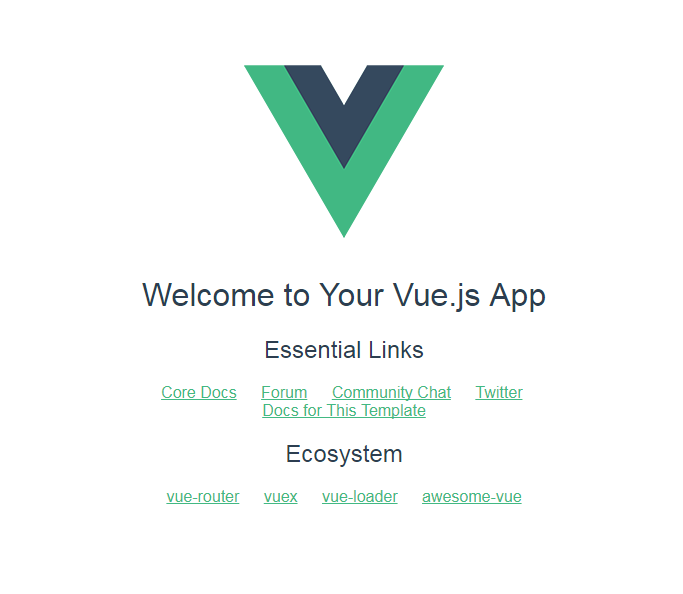 Welcome to Your Vue.js App
Essential Links
Core Docs Forum Community Chat Twitter
Docs for This Template
Ecosystem
vue-router vuex vue-loader awesome-vue